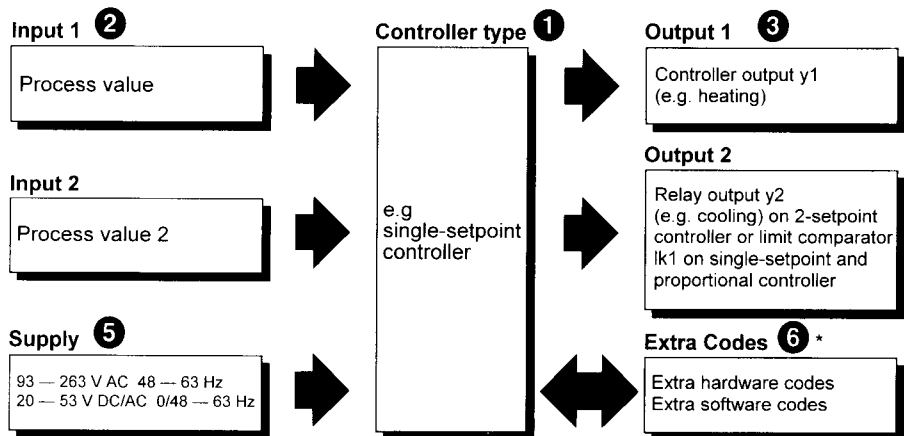 Input 1 2
Process value
Controller type 1
e.g
single-setpoint
controller
Output 1 3
Controller output y1
(e.g. heating)
Input 2
Process value 2
Output 2
Relay output y2
(e.g. cooling) on 2-setpoint
controller or limit comparator
lk1 on single-setpoint and
proportional controller
Supply 5
93 — 263 V AC 48 — 63 Hz
20 — 53 V DC/AC 0/48 — 63 Hz
Extra Codes 6 *
Extra hardware codes
Extra software codes